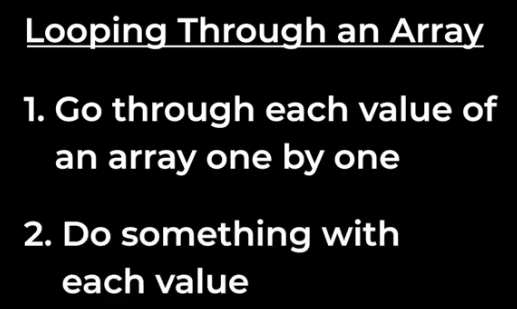 Looping Through an Array
1. Go through each value of
an array one by one
2. Do something with
each value